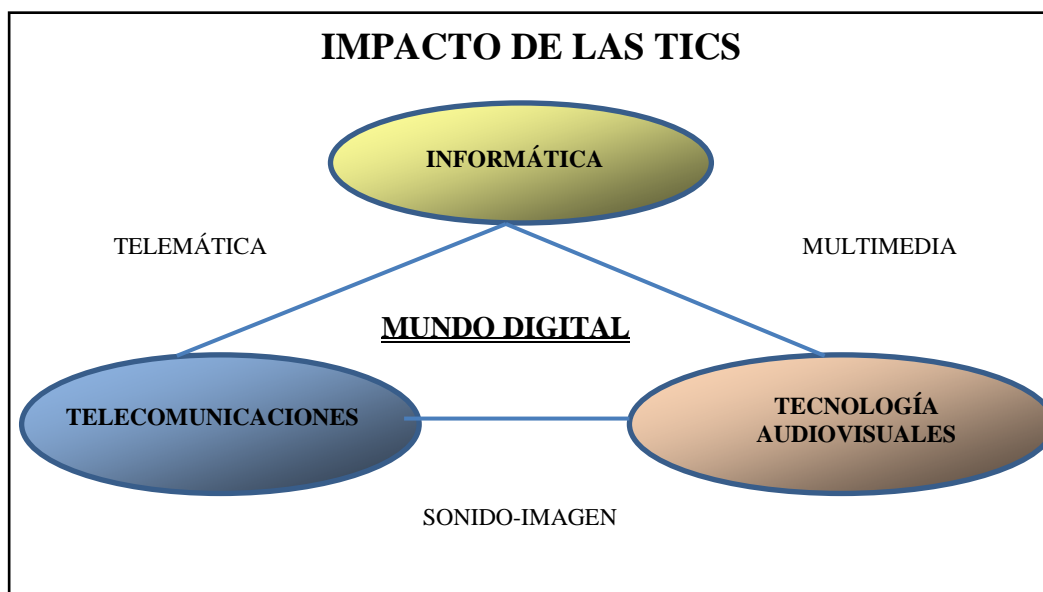 IMPACTO DE LAS TICS
INFORMÁTICA
TELEMÁTICA
MULTIMEDIA
MUNDO DIGITAL
TELECOMUNICACIONES
TECNOLOGÍA
AUDIOVISUALES
SONIDO-IMAGEN